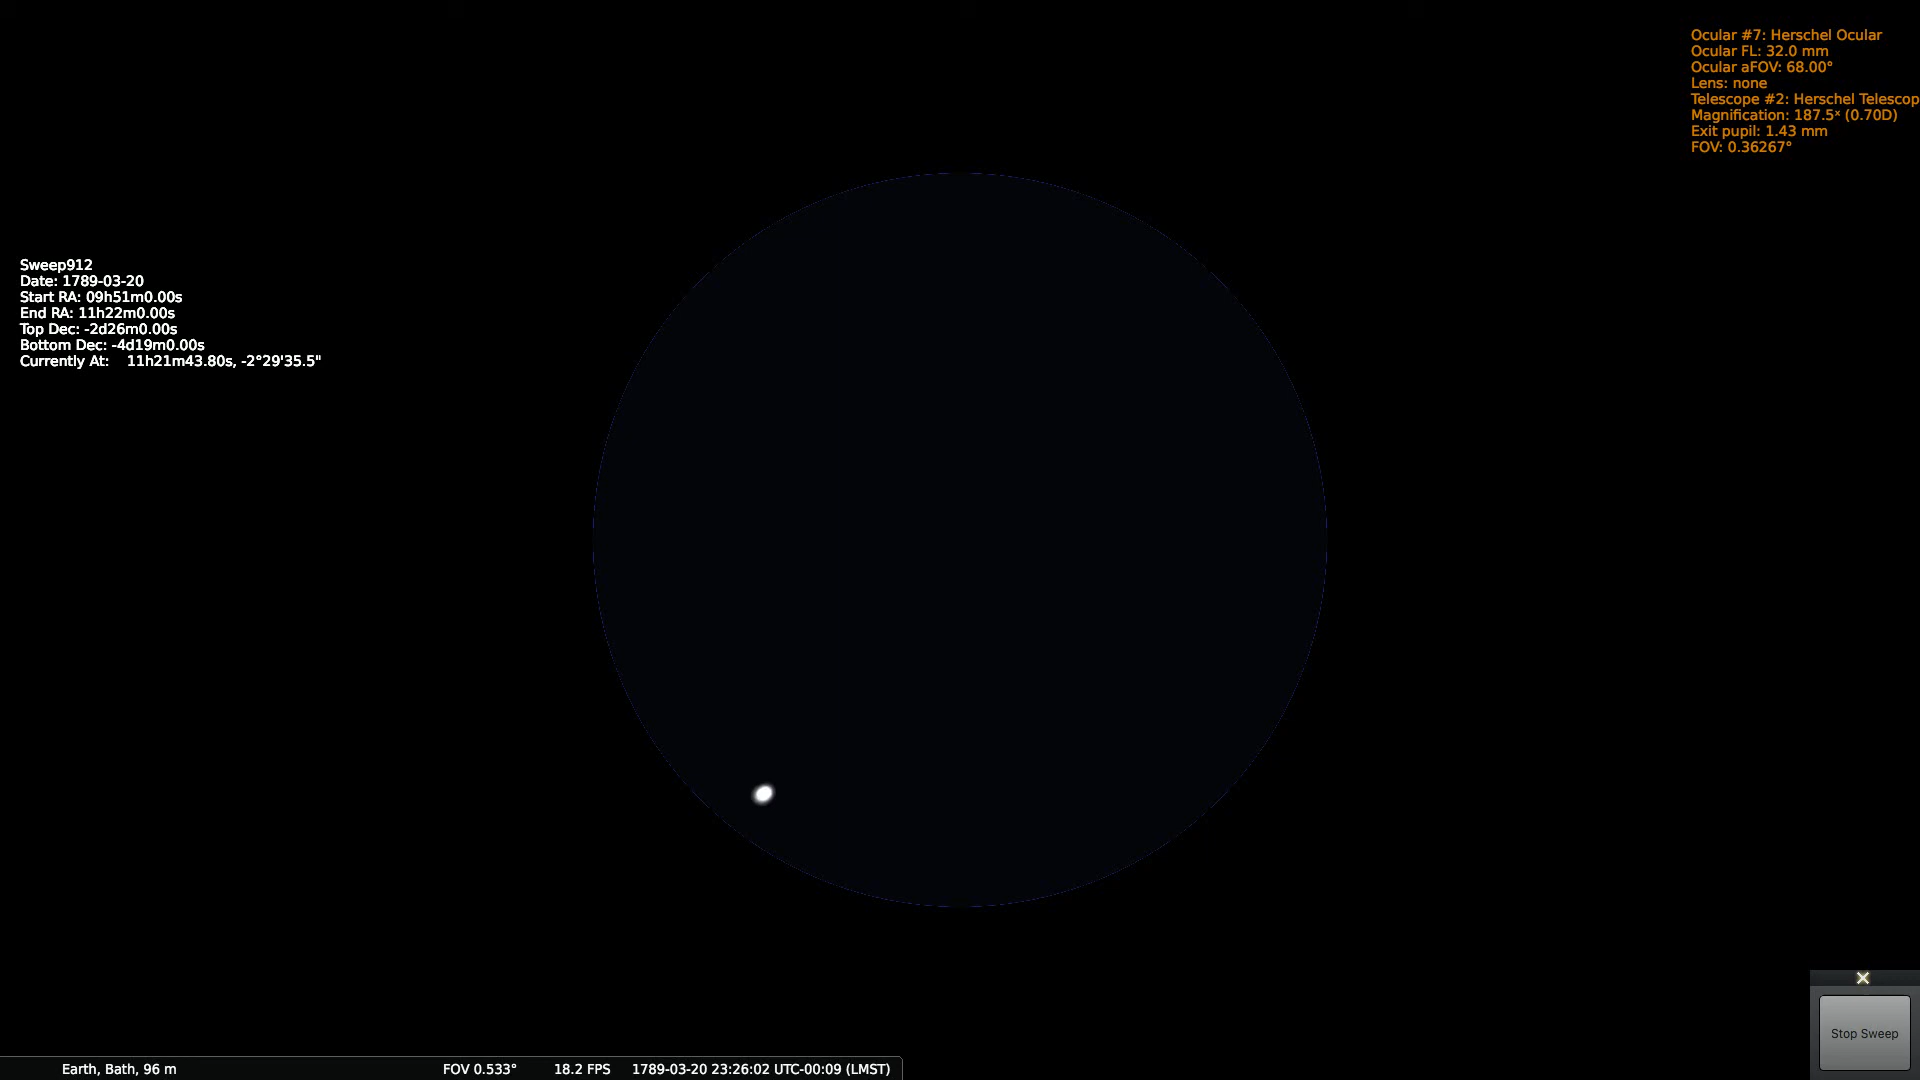 Ocular #7: Herschel Ocular
Ocular FL: 32.0 mm
Ocular aFOV: 68.00°
Lens: none
Telescope #2: Herschel Telescop
Magnification: 187.5ˣ (0.70D)
Exit pupil: 1.43 mm
FOV: 0.36267°
Sweep912
Date: 1789-03-20
Start RA: 09h51m0.00s
End RA: 11h22m0.00s
Top Dec: -2d26m0.00s
Bottom Dec: -4d19m0.00s
Currently At: 11h21m43.80s, -2°29'35.5"
Stop Sweep
Earth, Bath, 96 m FOV 0.533° 18.2 FPS 1789-03-20 23:26:02 UTC-00:09 (LMST)